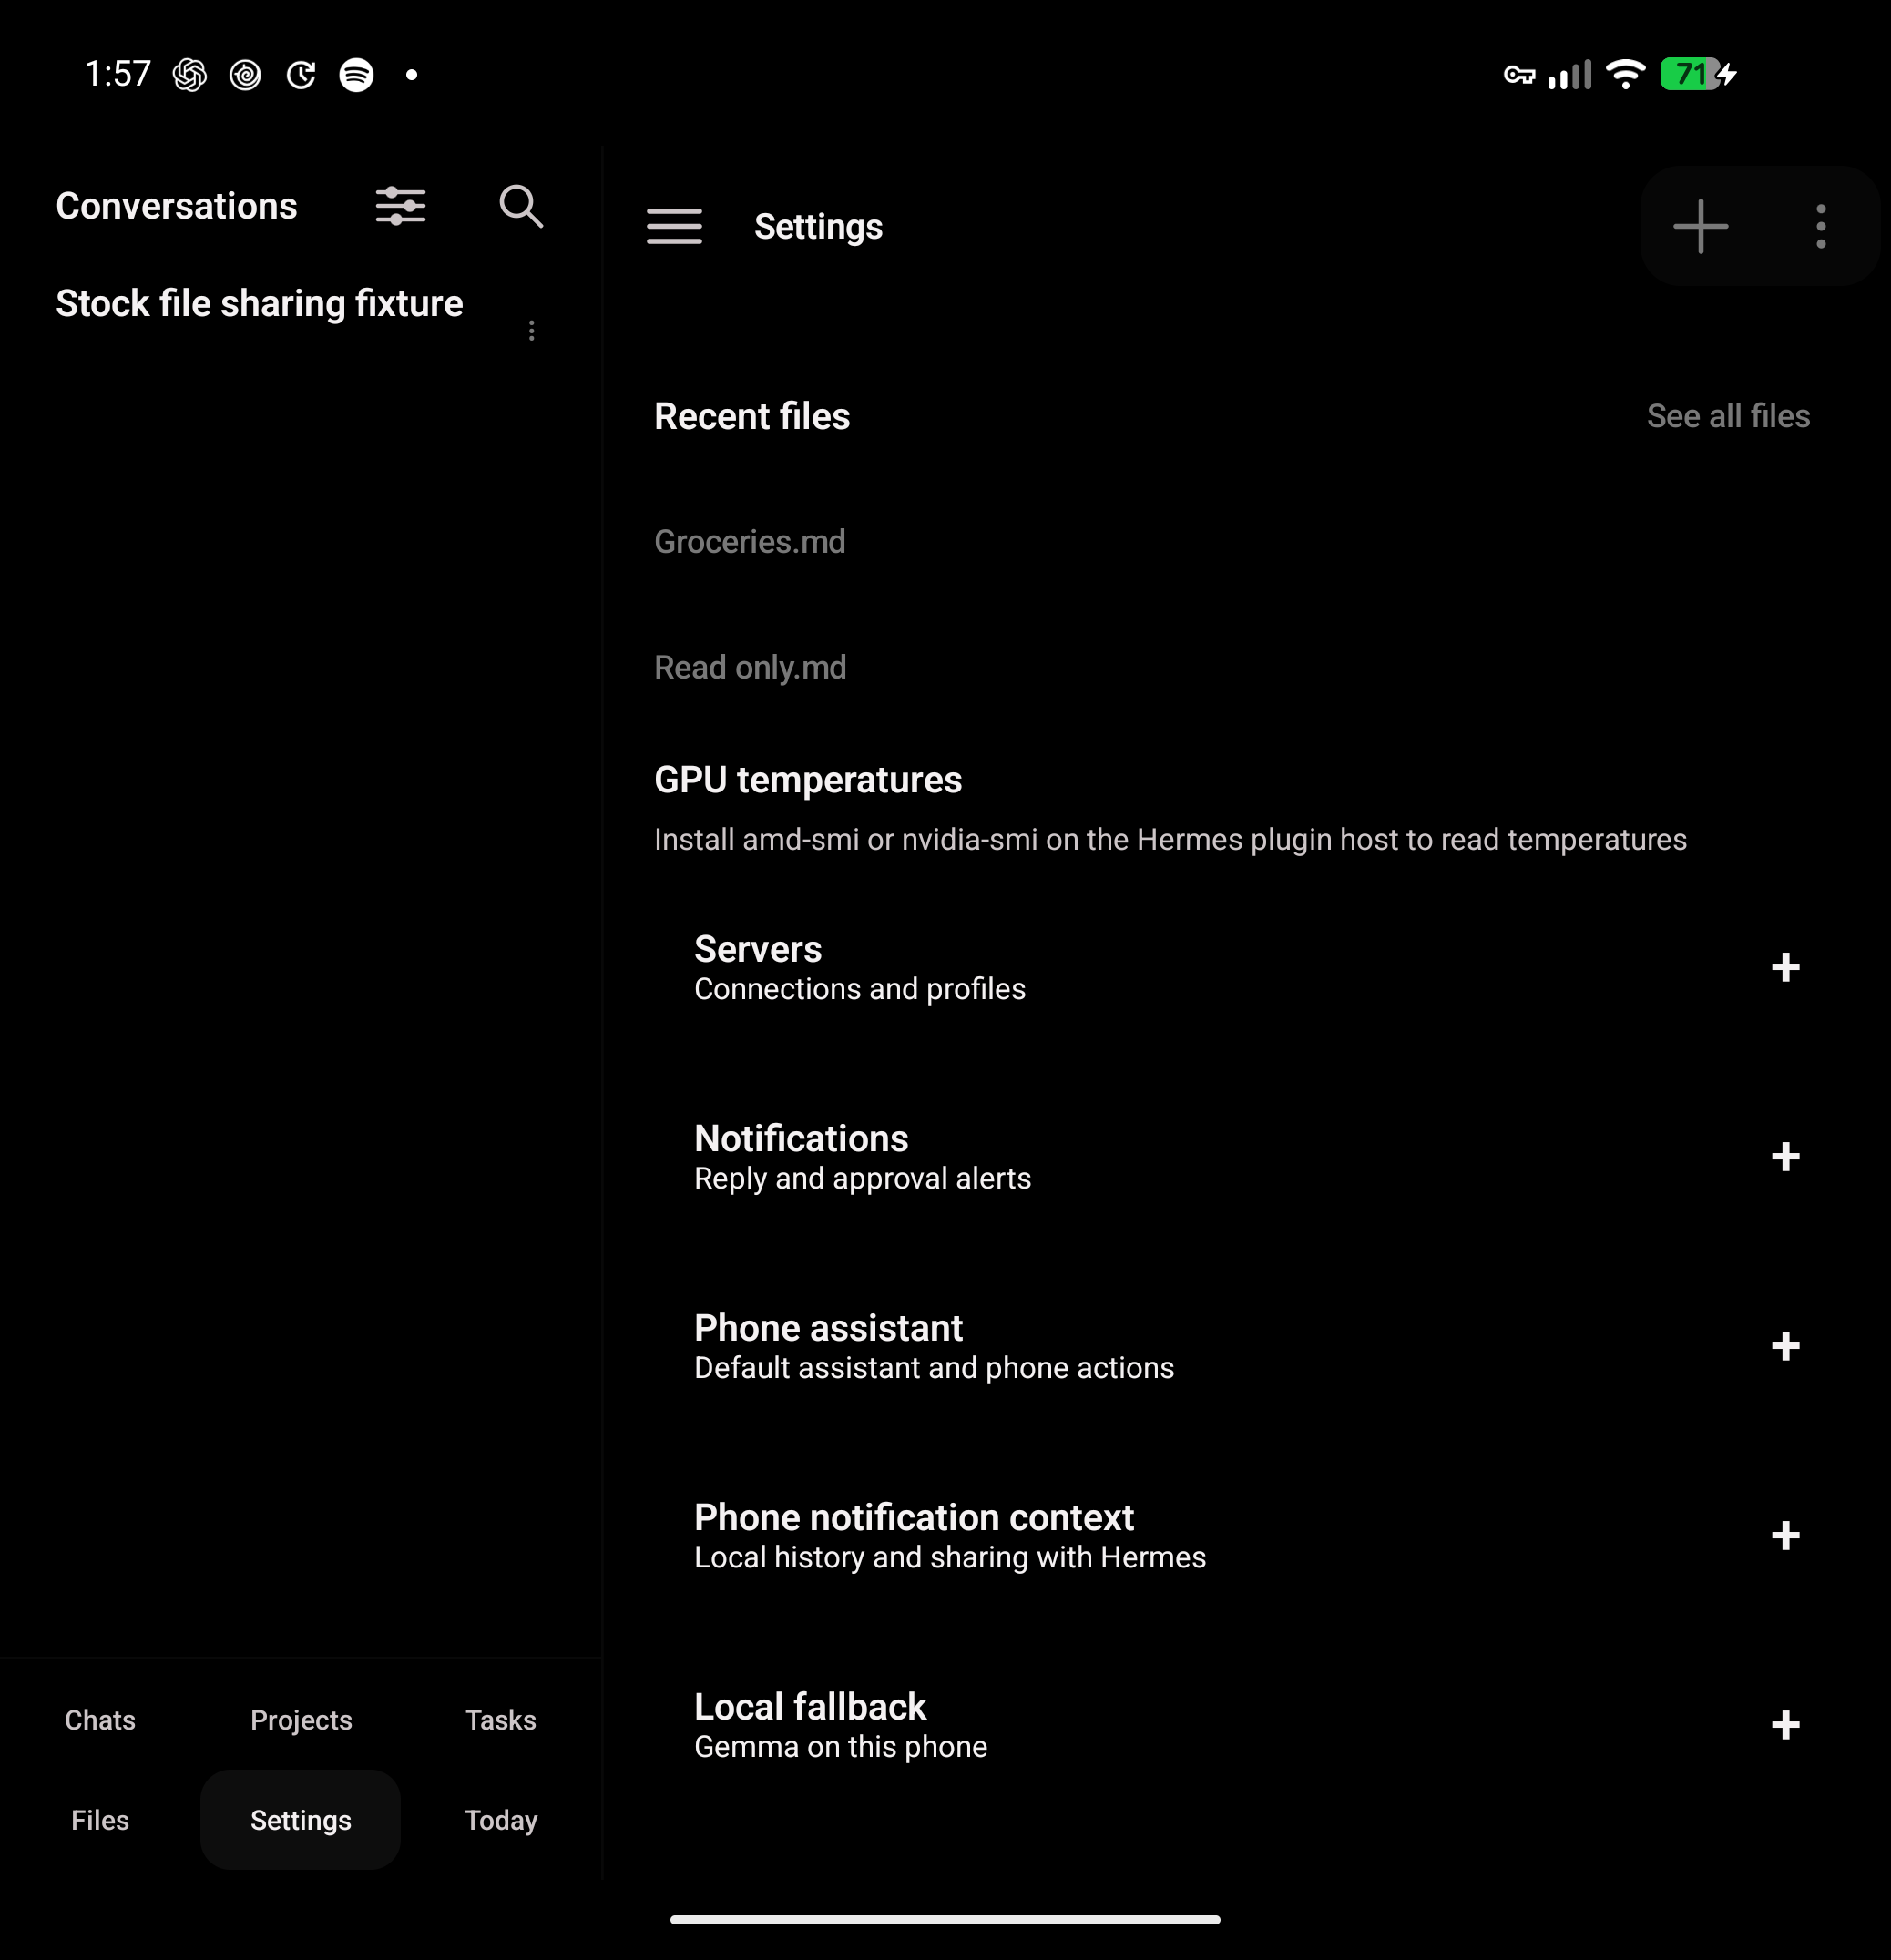 1:57
71
Conversations
Stock file sharing fixture
Settings
Recent files
See all files
Groceries.md
Read only.md
GPU temperatures
Install amd-smi or nvidia-smi on the Hermes plugin host to read temperatures
Servers
Connections and profiles
Notifications
Reply and approval alerts
Phone assistant
Default assistant and phone actions
Phone notification context
Local history and sharing with Hermes
Local fallback
Gemma on this phone
Chats
Projects
Tasks
Files
Settings
Today